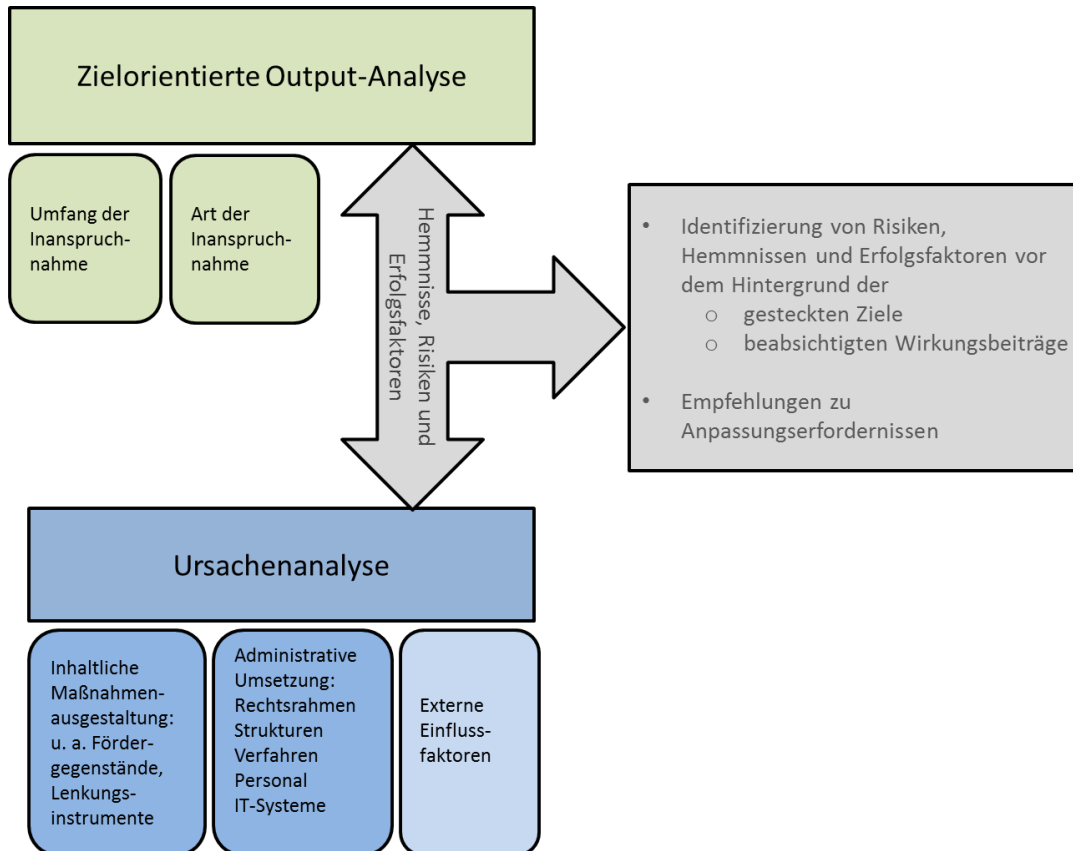 Zielorientierte Output-Analyse
Umfang der
Inanspruch-
nahme
Art der
Inanspruch-
nahme
Hemmnisse, Risiken und
Erfolgsfaktoren
• Identifizierung von Risiken,
Hemmnissen und Erfolgsfaktoren vor
dem Hintergrund der
○ gesteckten Ziele
○ beabsichtigten Wirkungsbeiträge
• Empfehlungen zu
Anpassungserfordernissen
Ursachenanalyse
Inhaltliche
Maßnahmen-
ausgestaltung:
u. a. Förder-
gegenstände,
Lenkungs-
instrumente
Administrative
Umsetzung:
Rechtsrahmen
Strukturen
Verfahren
Personal
IT-Systeme
Externe
Einfluss-
faktoren